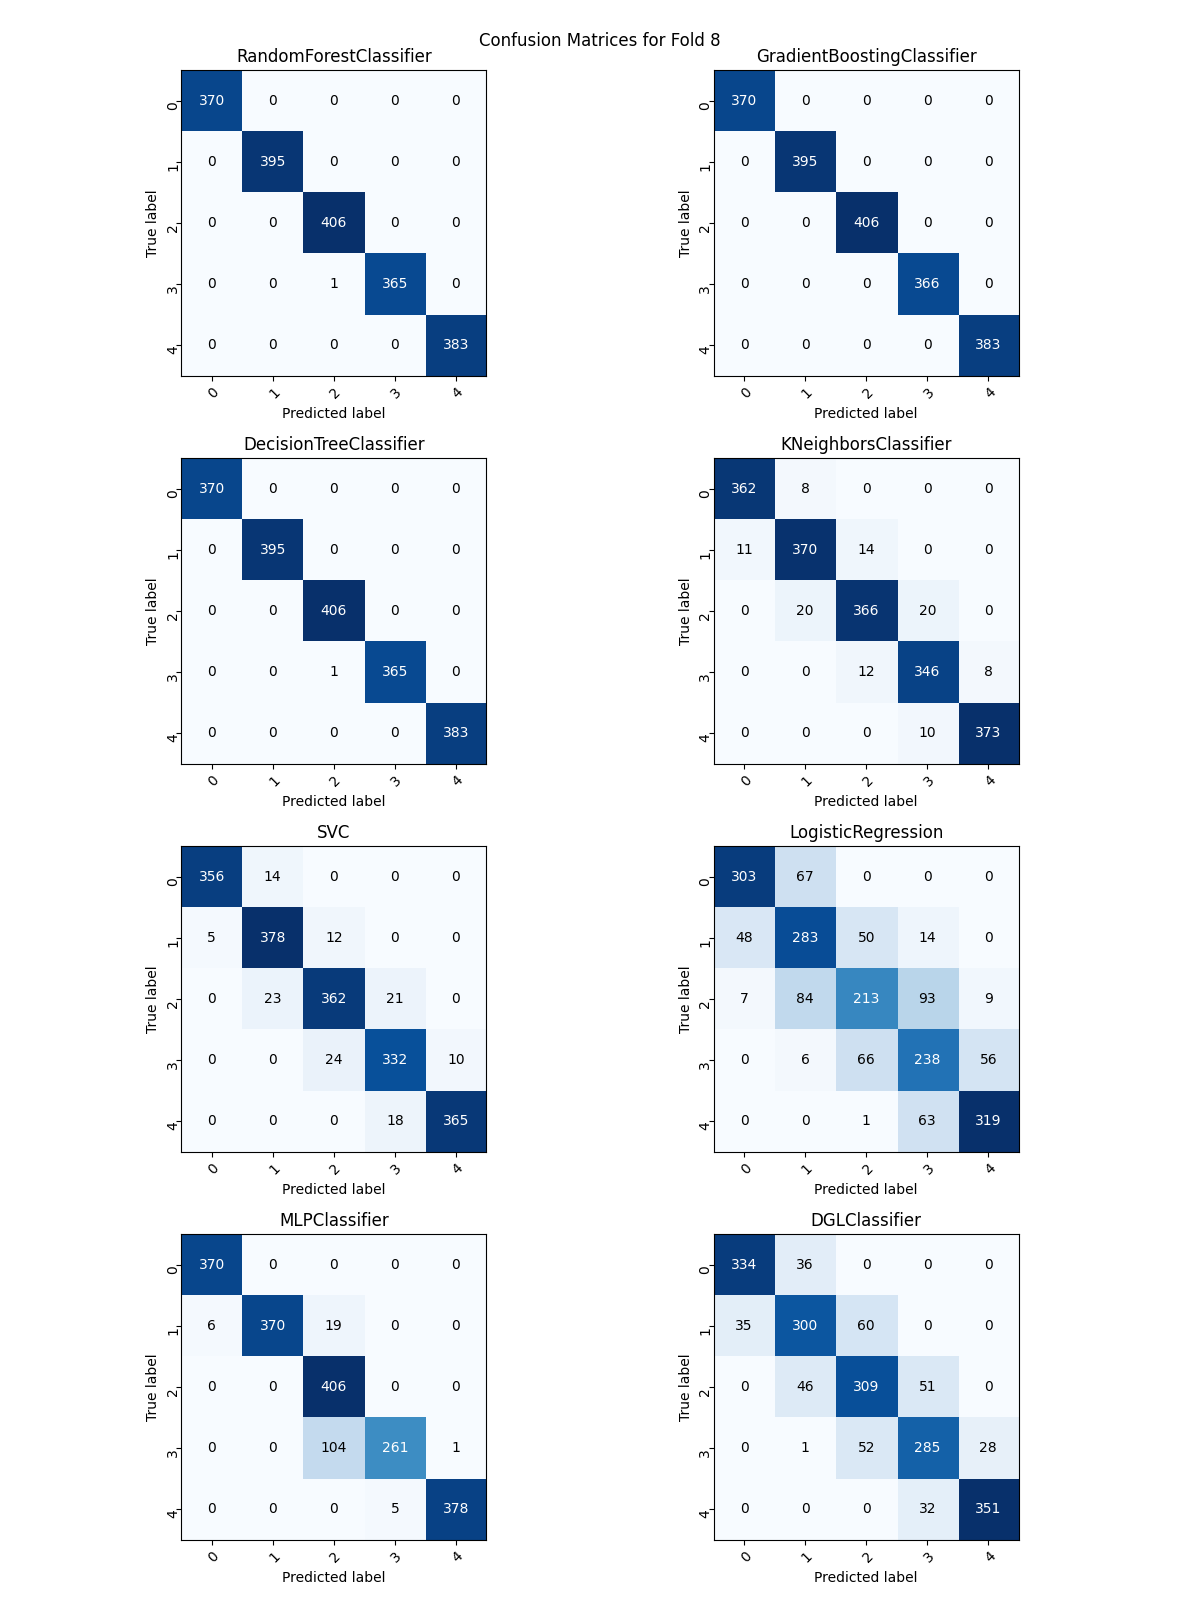 Confusion Matrices for Fold 8
RandomForestClassifier
0 370 0 0 0 0
1 0 395 0 0 0
2 0 0 406 0 0
3 0 0 1 365 0
4 0 0 0 0 383
True label
0 1 2 3 4
Predicted label
GradientBoostingClassifier
0 370 0 0 0 0
1 0 395 0 0 0
2 0 0 406 0 0
3 0 0 0 366 0
4 0 0 0 0 383
True label
0 1 2 3 4
Predicted label
DecisionTreeClassifier
0 370 0 0 0 0
1 0 395 0 0 0
2 0 0 406 0 0
3 0 0 1 365 0
4 0 0 0 0 383
True label
0 1 2 3 4
Predicted label
KNeighborsClassifier
0 362 8 0 0 0
1 11 370 14 0 0
2 0 20 366 20 0
3 0 0 12 346 8
4 0 0 0 10 373
True label
0 1 2 3 4
Predicted label
SVC
0 356 14 0 0 0
1 5 378 12 0 0
2 0 23 362 21 0
3 0 0 24 332 10
4 0 0 0 18 365
True label
0 1 2 3 4
Predicted label
LogisticRegression
0 303 67 0 0 0
1 48 283 50 14 0
2 7 84 213 93 9
3 0 6 66 238 56
4 0 0 1 63 319
True label
0 1 2 3 4
Predicted label
MLPClassifier
0 370 0 0 0 0
1 6 370 19 0 0
2 0 0 406 0 0
3 0 0 104 261 1
4 0 0 0 5 378
True label
0 1 2 3 4
Predicted label
DGLClassifier
0 334 36 0 0 0
1 35 300 60 0 0
2 0 46 309 51 0
3 0 1 52 285 28
4 0 0 0 32 351
True label
0 1 2 3 4
Predicted label